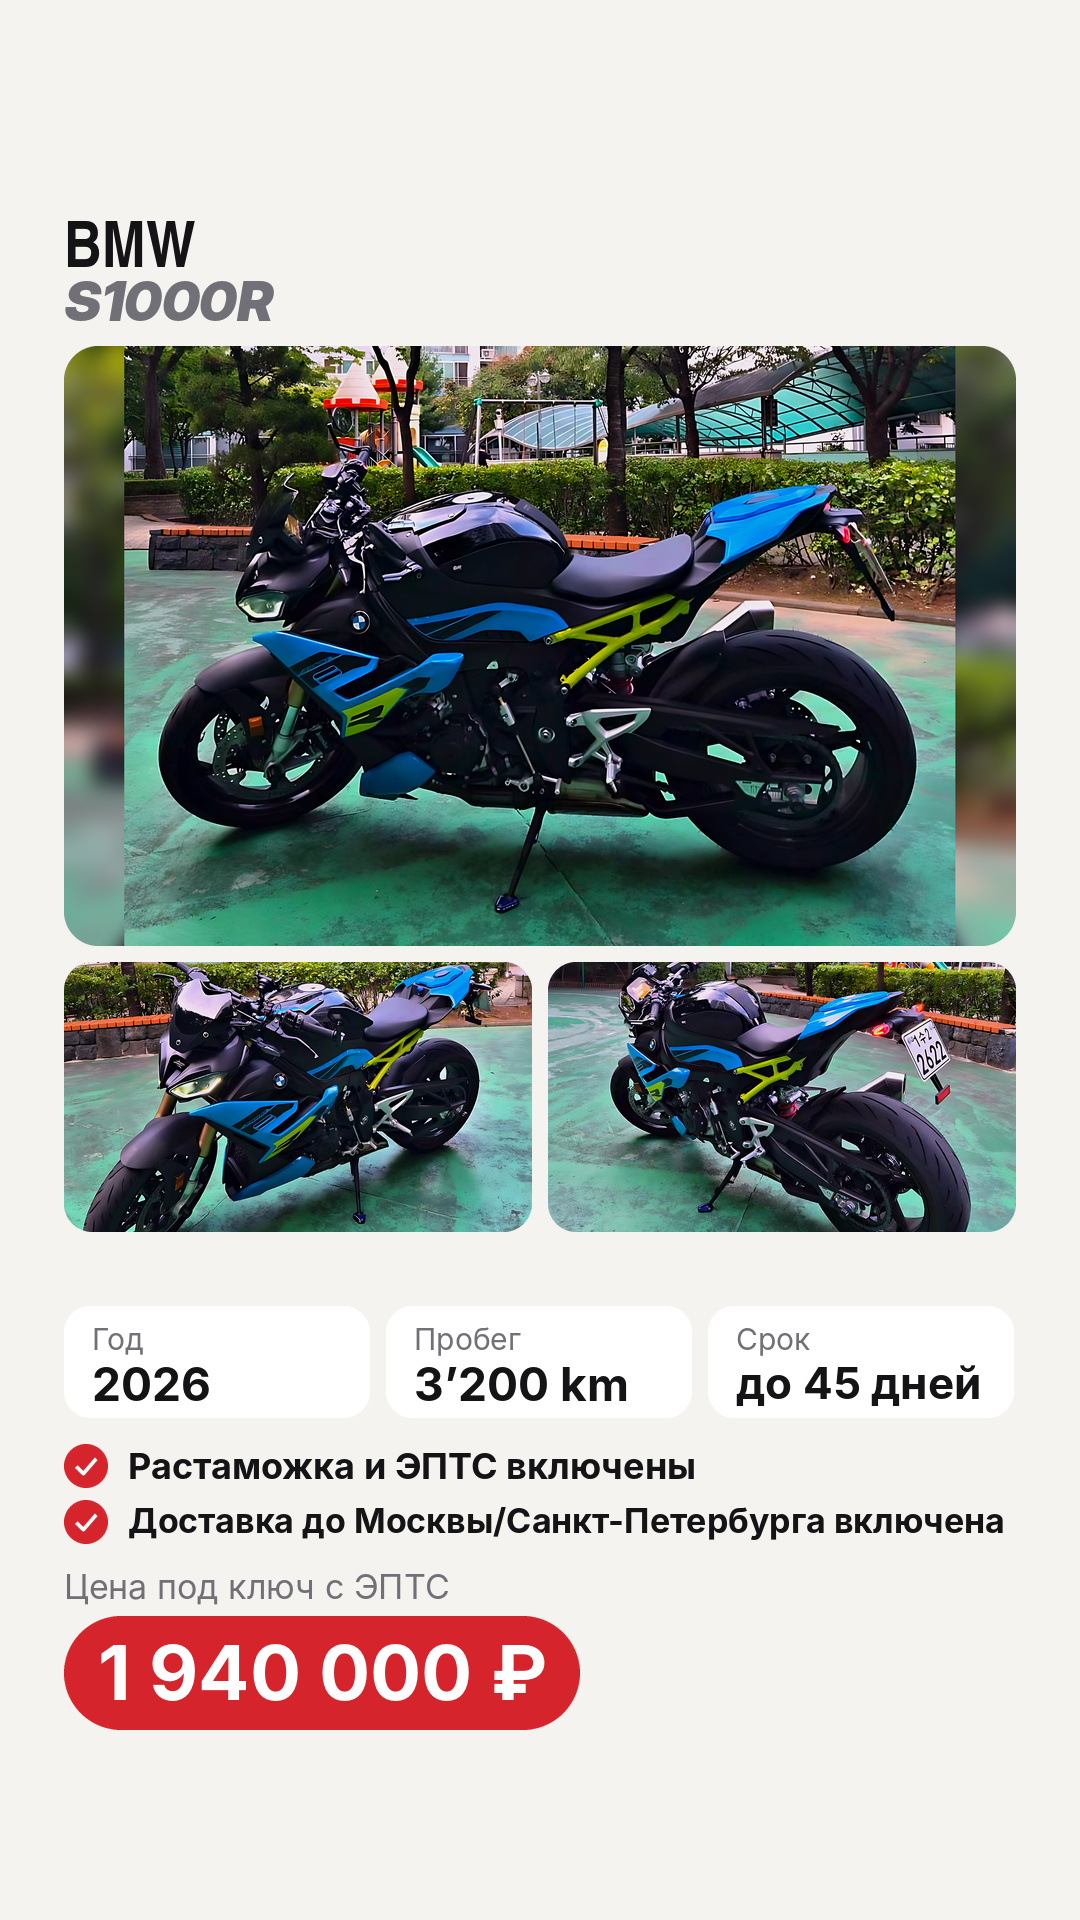 BMW
S1000R
R
2622
Год
2026
Пробег
3’200 km
Срок
до 45 дней
Растаможка и ЭПТС включены
Доставка до Москвы/Санкт-Петербурга включена
Цена под ключ с ЭПТС
1 940 000 ₽